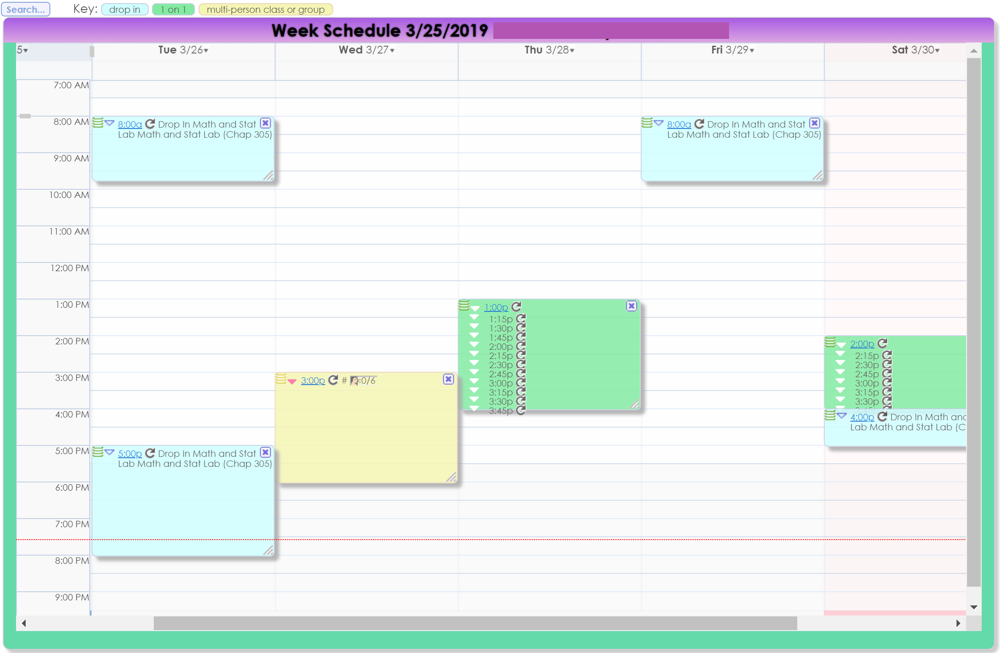 Search... Key: drop in 1 on 1 multi-person class or group
Week Schedule 3/25/2019
5 Tue 3/26 Wed 3/27 Thu 3/28 Fri 3/29 Sat 3/30
7:00 AM
8:00 AM
9:00 AM
10:00 AM
11:00 AM
12:00 PM
1:00 PM
2:00 PM
3:00 PM
4:00 PM
5:00 PM
6:00 PM
7:00 PM
8:00 PM
9:00 PM
8:00a Drop In Math and Stat
Lab Math and Stat Lab (Chap 305)
5:00p Drop In Math and Stat
Lab Math and Stat Lab (Chap 305)
3:00p # :0/6
1:00p
1:15p
1:30p
1:45p
2:00p
2:15p
2:30p
2:45p
3:00p
3:15p
3:30p
3:45p
8:00a Drop In Math and Stat
Lab Math and Stat Lab (Chap 305)
2:00p
2:15p
2:30p
2:45p
3:00p
3:15p
3:30p
3:45p
4:00p Drop In Math and
Lab Math and Stat Lab (C